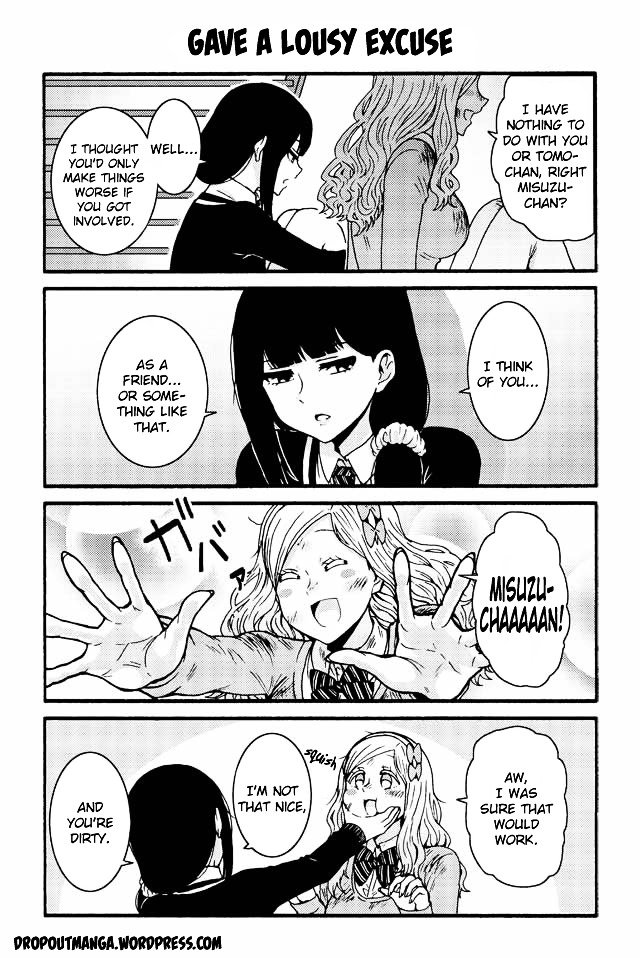 GAVE A LOUSY EXCUSE
I HAVE
NOTHING TO
DO WITH YOU
OR TOMO-
CHAN, RIGHT
MISUZU-
CHAN?
WELL...
I THOUGHT
YOU'D ONLY
MAKE THINGS
WORSE IF
YOU GOT
INVOLVED.
I THINK
OF YOU...
AS A
FRIEND...
OR SOME-
THING LIKE
THAT.
MISUZU-
CHAAAAAN!
ガバァ
AW,
I WAS
SURE THAT
WOULD
WORK.
squish
I'M NOT
THAT NICE,
AND
YOU'RE
DIRTY.
DROPOUTMANGA.WORDPRESS.COM